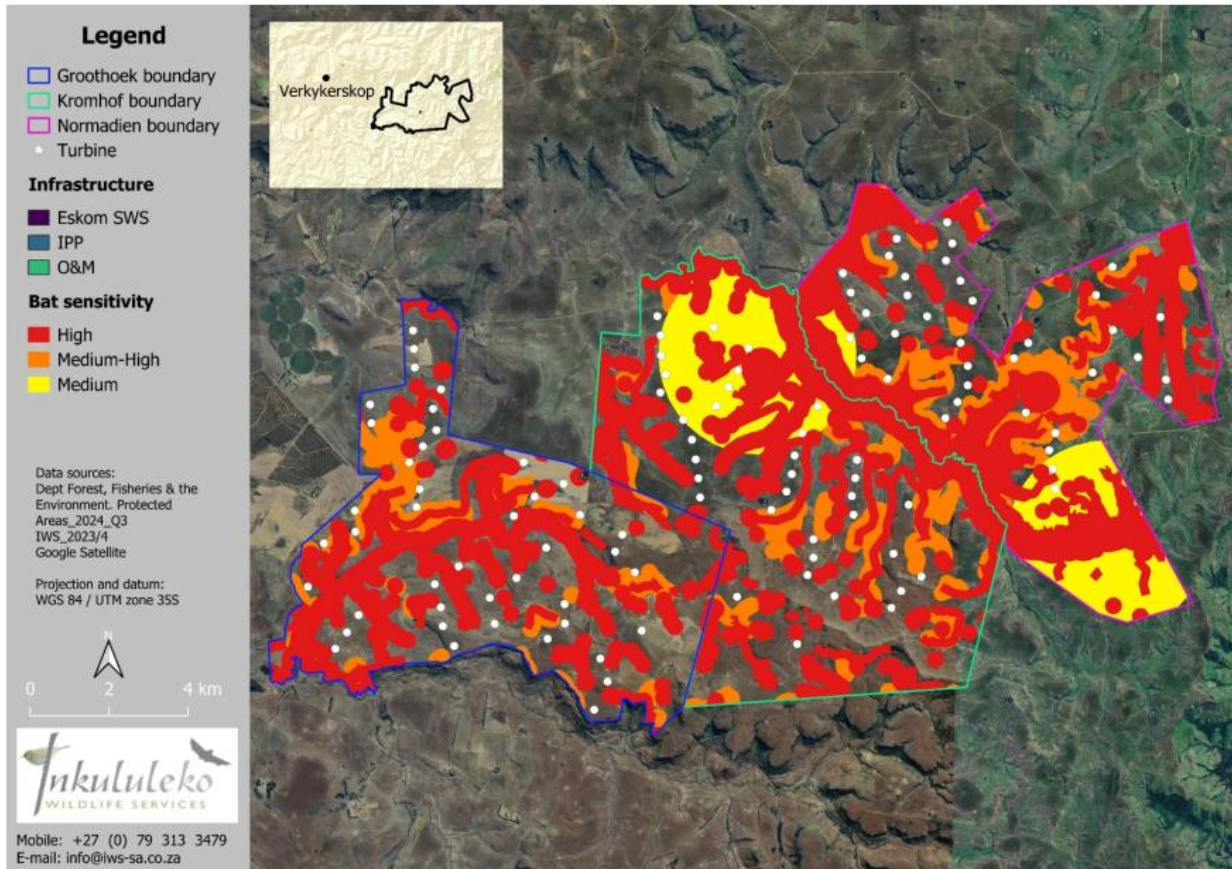 Legend
Groothoek boundary
Kromhof boundary
Normadien boundary
Turbine
Infrastructure
Eskom SWS
IPP
O&M
Bat sensitivity
High
Medium-High
Medium
Data sources:
Dept Forest, Fisheries & the
Environment. Protected
Areas_2024_Q3
IWS_2023/4
Google Satellite
Projection and datum:
WGS 84 / UTM zone 35S
N
0 2 4 km
Inkululeko
WILDLIFE SERVICES
Mobile: +27 (0) 79 313 3479
E-mail: info@iws-sa.co.za
Verkykerskop